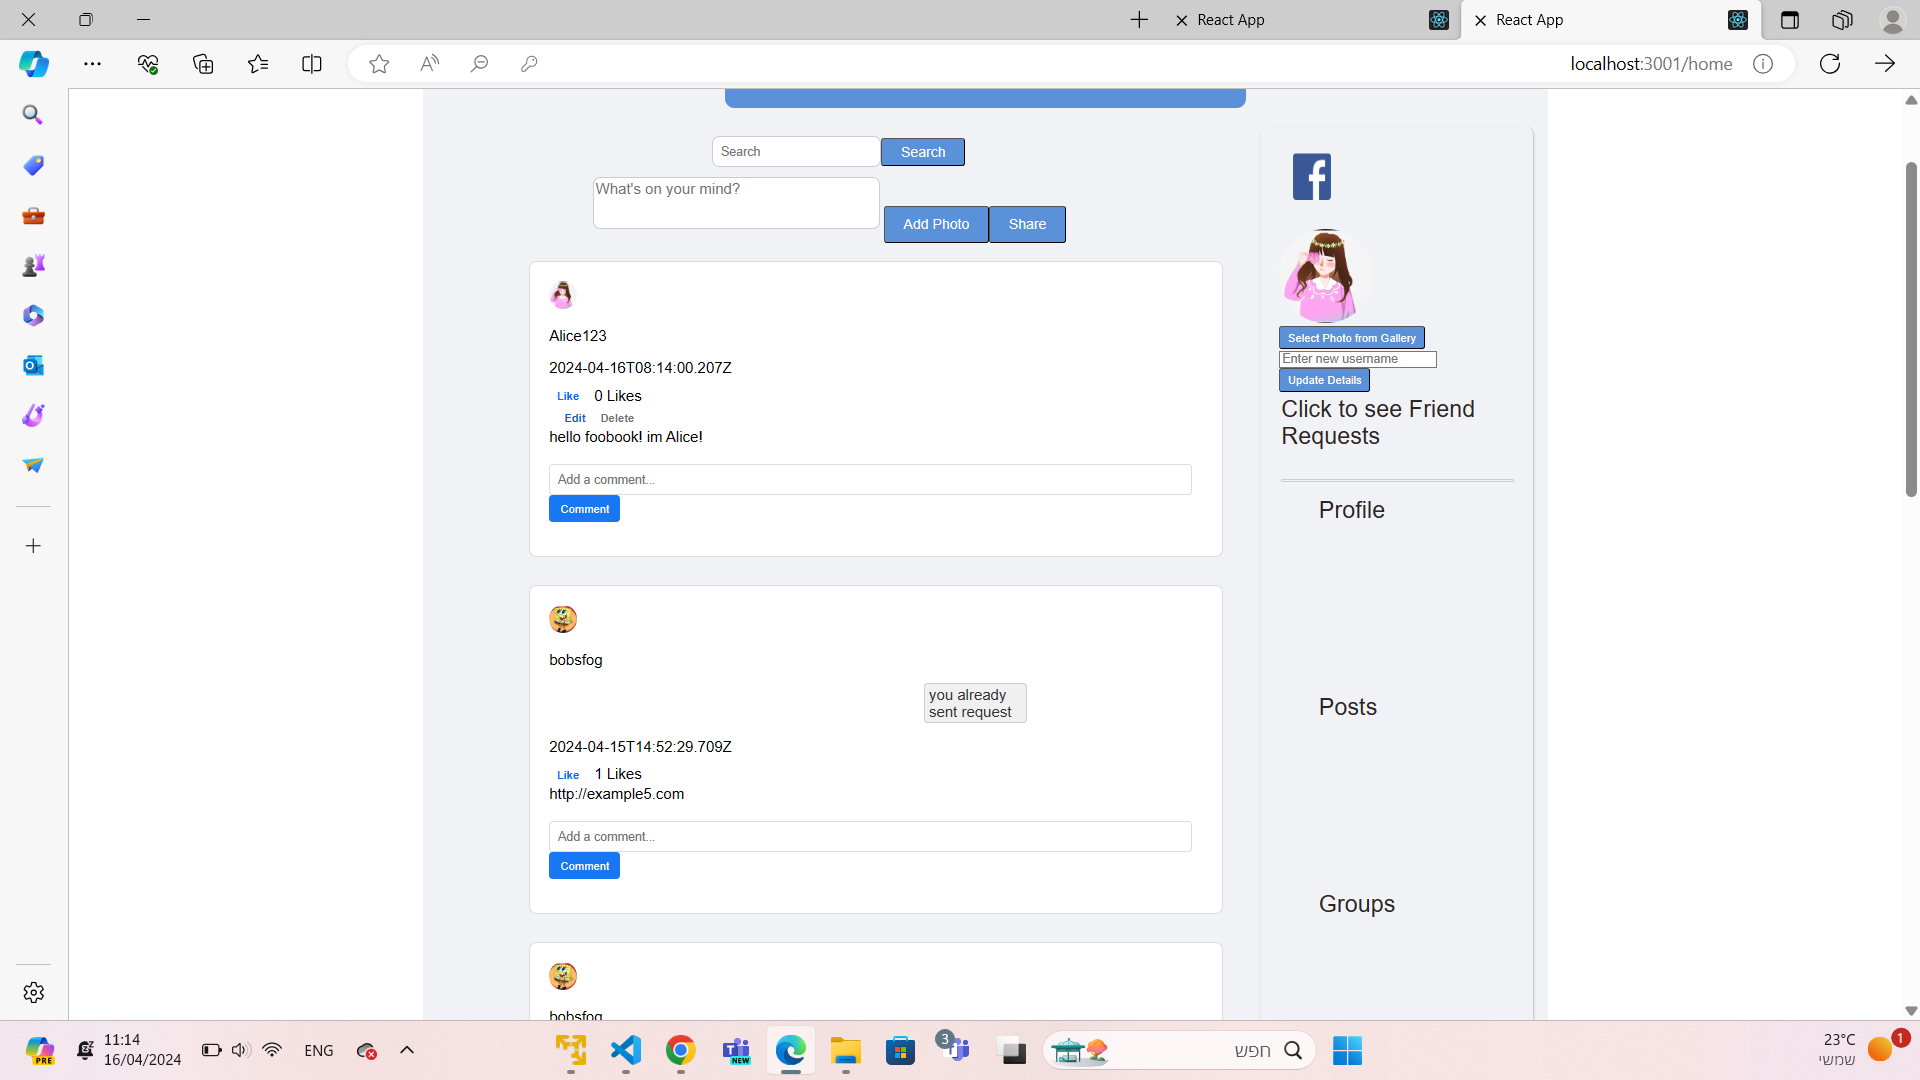 React App
React App
localhost:3001/home
Search
Search
What's on your mind?
Add Photo
Share
Alice123
2024-04-16T08:14:00.207Z
Like
0 Likes
Edit
Delete
hello foobook! im Alice!
Add a comment...
Comment
bobsfog
you already
sent request
2024-04-15T14:52:29.709Z
Like
1 Likes
http://example5.com
Add a comment...
Comment
bobsfog
Select Photo from Gallery
Enter new username
Update Details
Click to see Friend
Requests
Profile
Posts
Groups
PRE
11:14
16/04/2024
ENG
NEW
3
חפש
23°C
שמשי
1